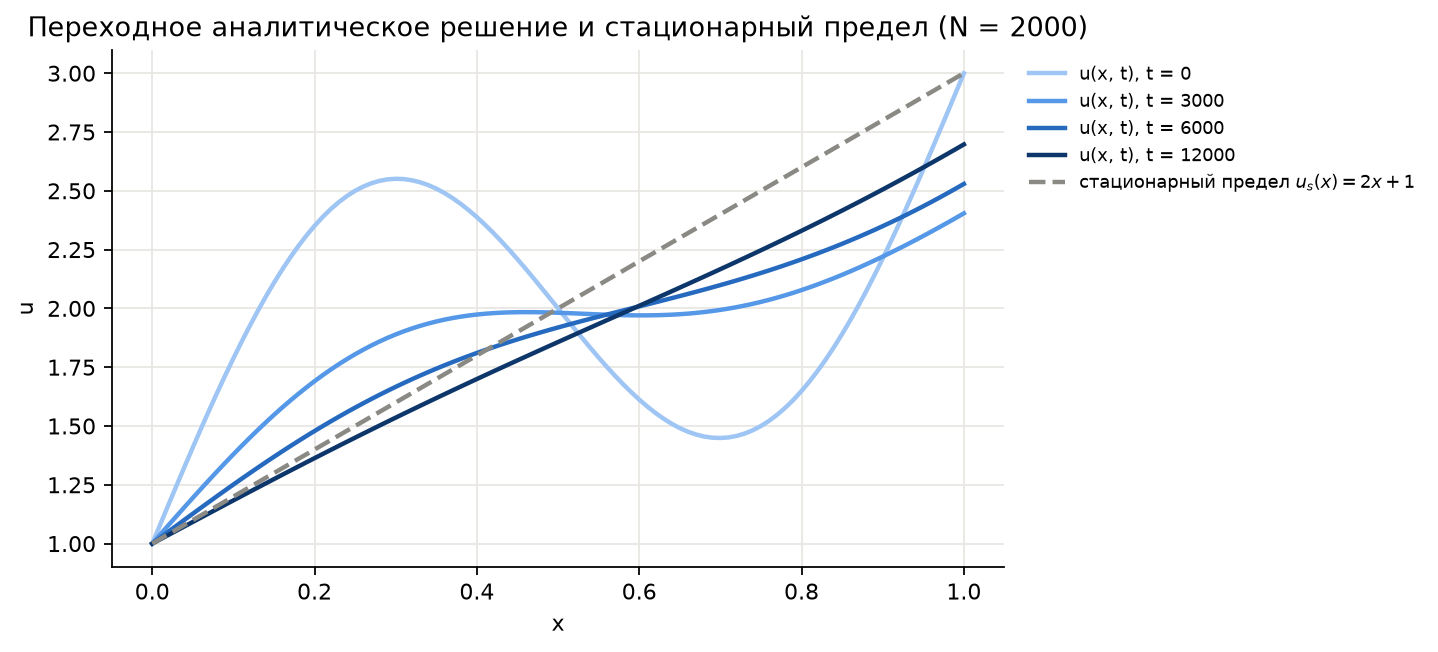 Переходное аналитическое решение и стационарный предел (N = 2000)
3.00
2.75
2.50
2.25
2.00
1.75
1.50
1.25
1.00
u
0.0 0.2 0.4 0.6 0.8 1.0
x
u(x, t), t = 0
u(x, t), t = 3000
u(x, t), t = 6000
u(x, t), t = 12000
стационарный предел uₛ(x) = 2x + 1